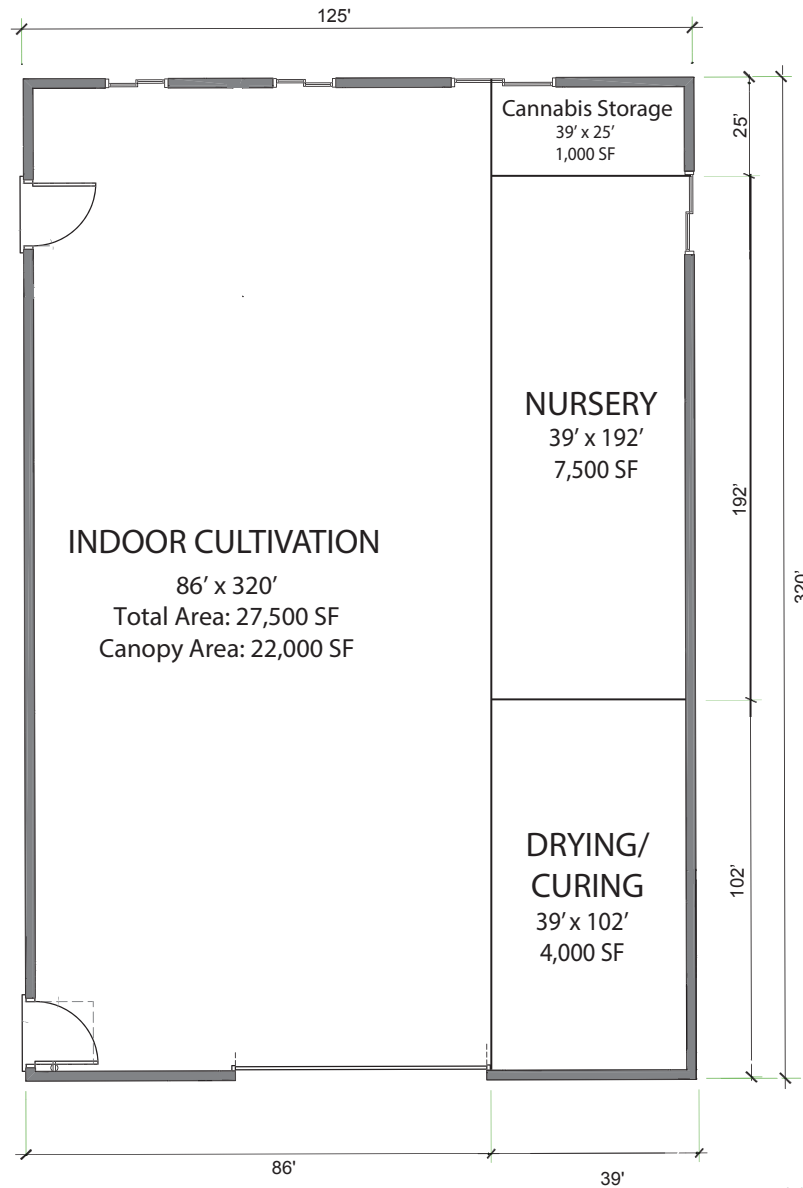 125'
Cannabis Storage
39' x 25'
1,000 SF
25'
NURSERY
39' x 192'
7,500 SF
192'
INDOOR CULTIVATION
86' x 320'
Total Area: 27,500 SF
Canopy Area: 22,000 SF
320'
DRYING/
CURING
39' x 102'
4,000 SF
102'
86'
39'